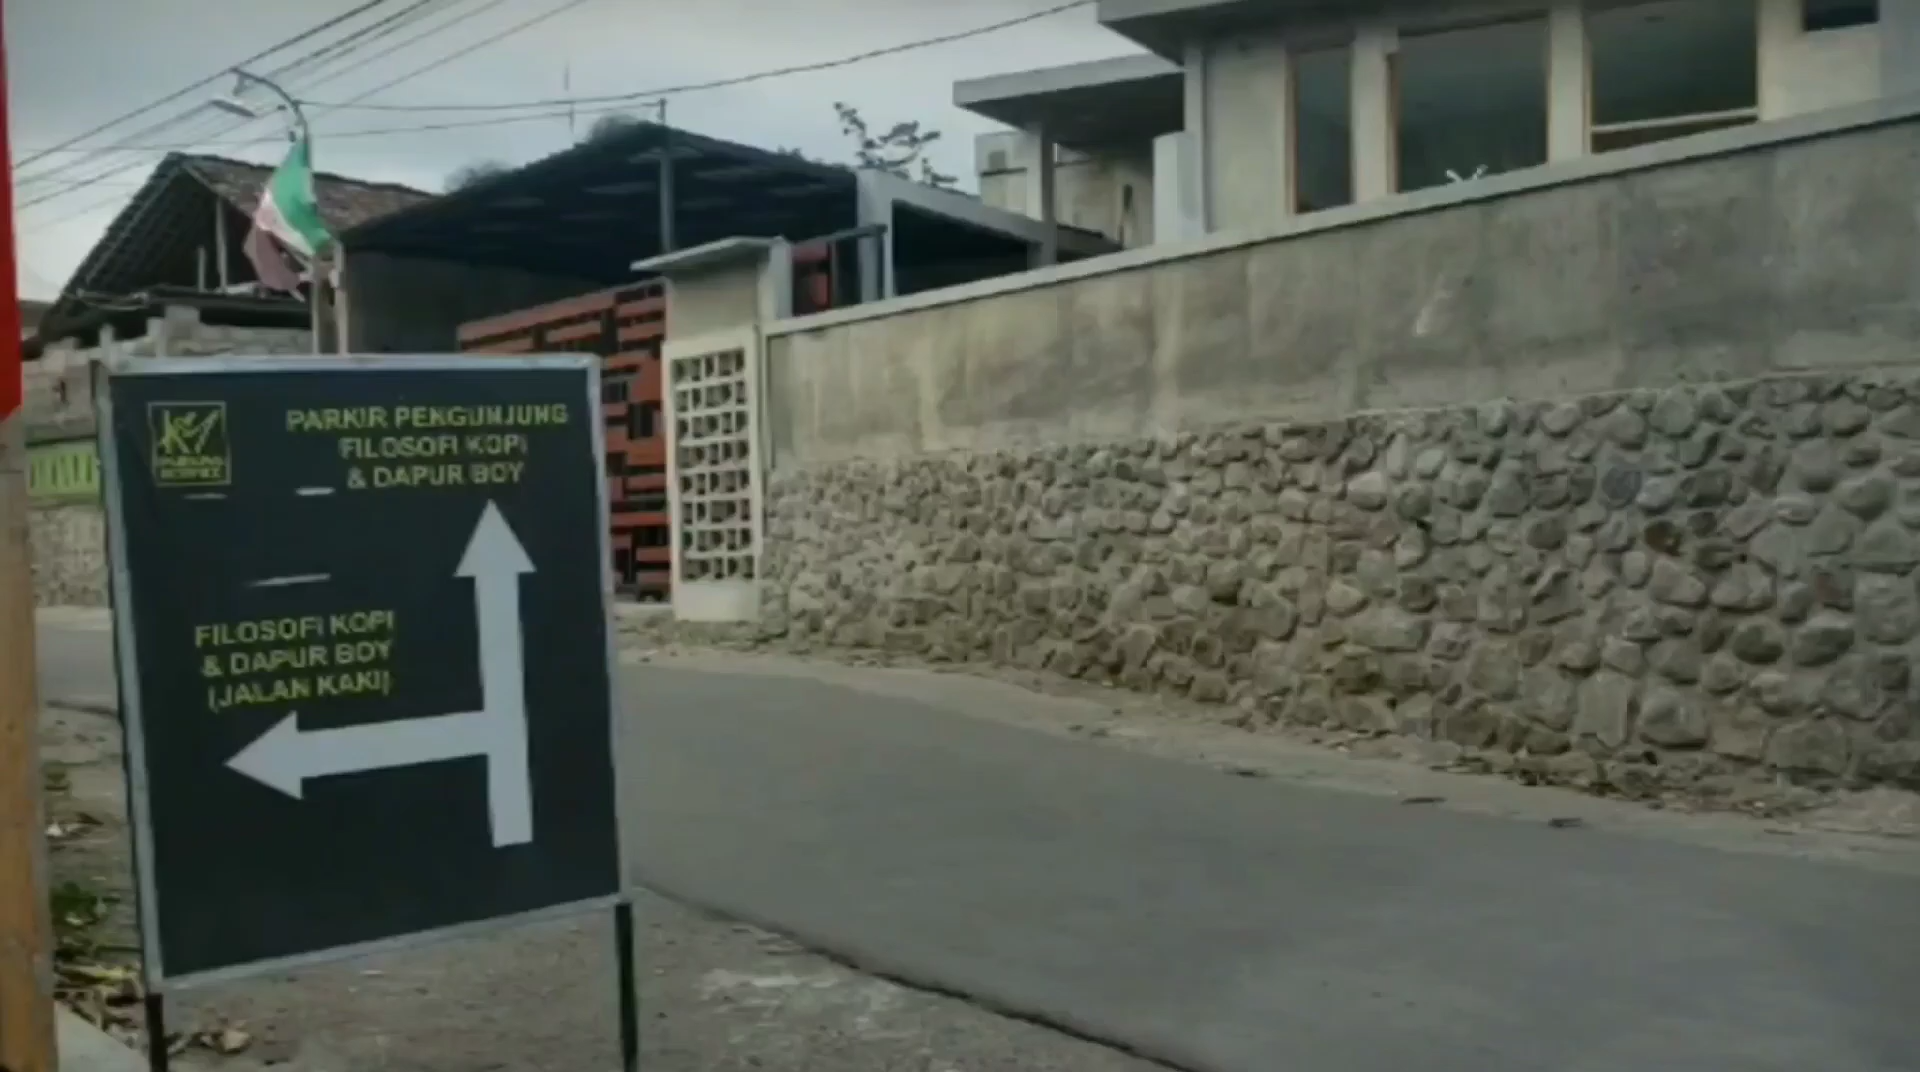 PARKIR PENGUNJUNG
FILOSOFI KOPI
& DAPUR BOY
FILOSOFI KOPI
& DAPUR BOY
(JALAN KAKI)